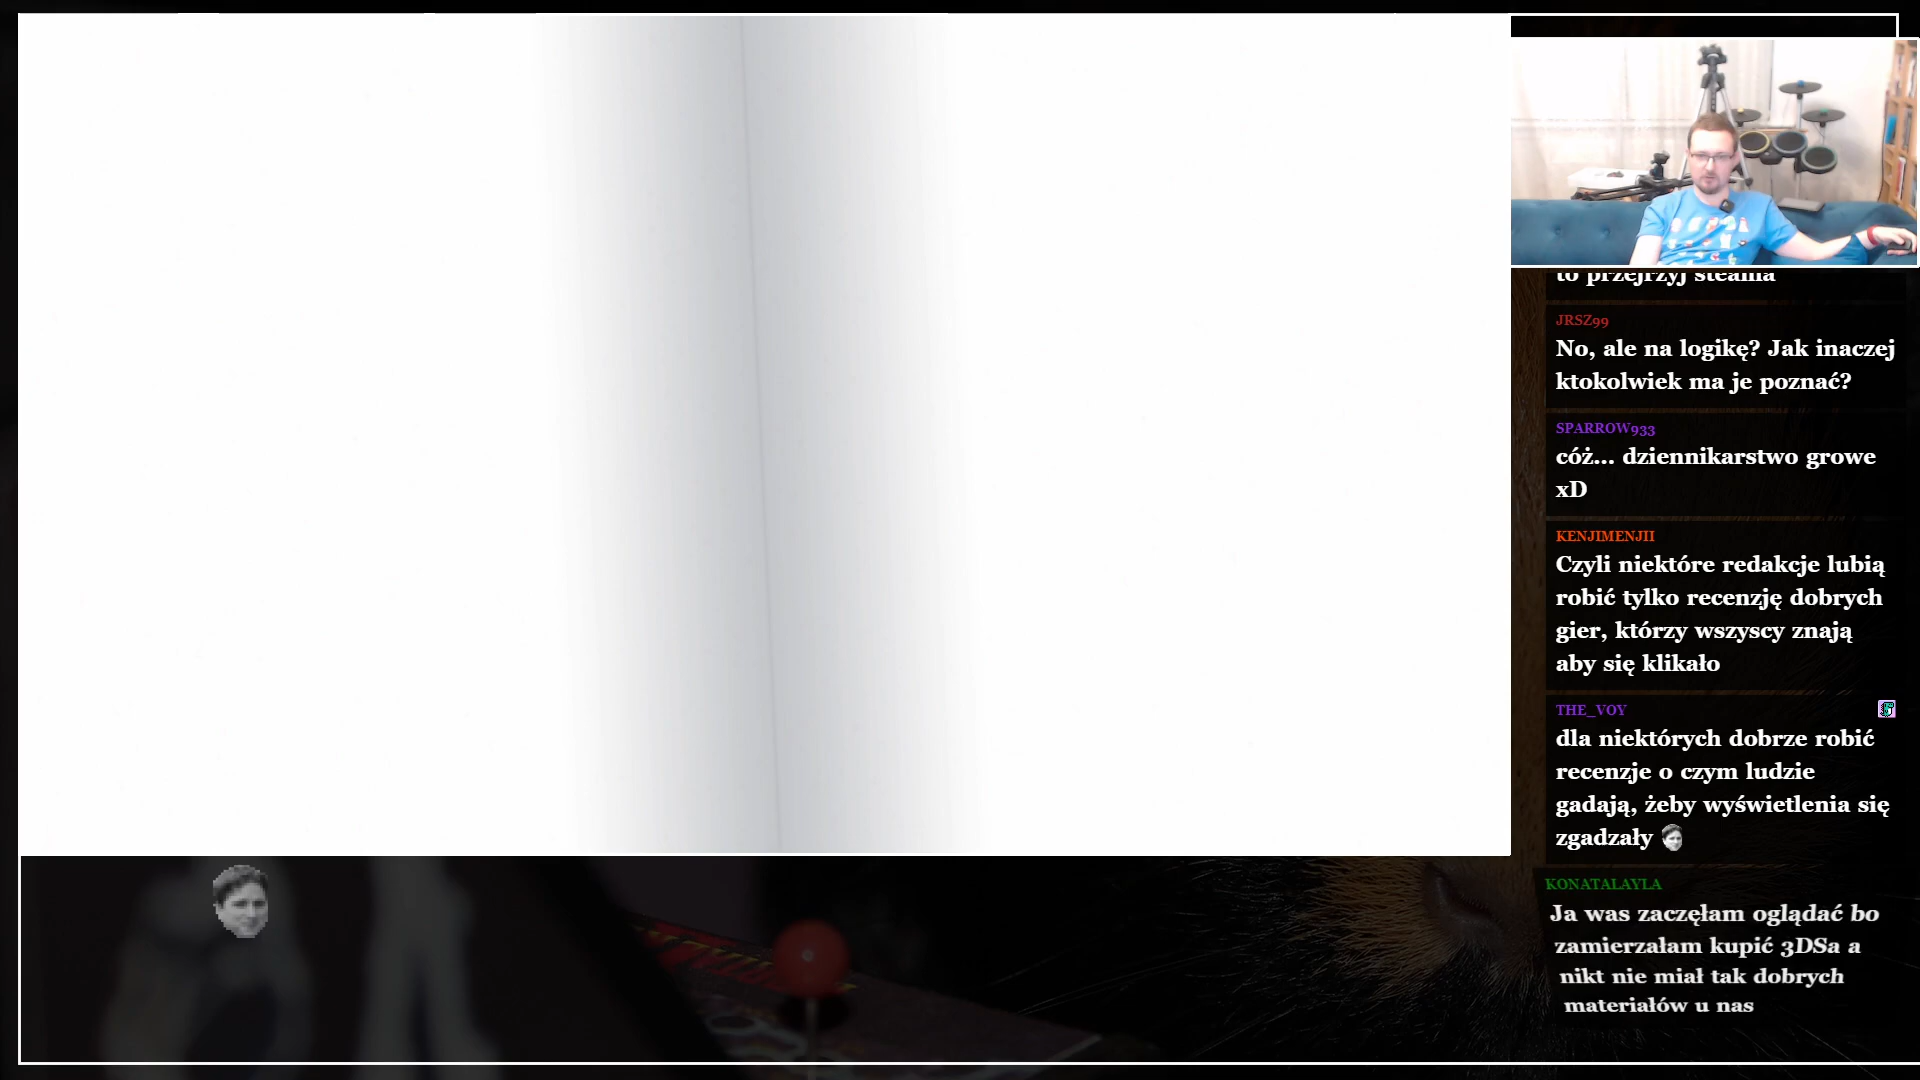 to przejrzyj steama
JRSZ99
No, ale na logikę? Jak inaczej
ktokolwiek ma je poznać?
SPARROW933
cóż... dziennikarstwo growe
xD
KENJIMENJII
Czyli niektóre redakcje lubią
robić tylko recenzję dobrych
gier, którzy wszyscy znają
aby się klikało
THE_VOY
dla niektórych dobrze robić
recenzje o czym ludzie
gadają, żeby wyświetlenia się
zgadzały
KONATALAYLA
Ja was zaczęłam oglądać bo
zamierzałam kupić 3DSa a
nikt nie miał tak dobrych
materiałów u nas